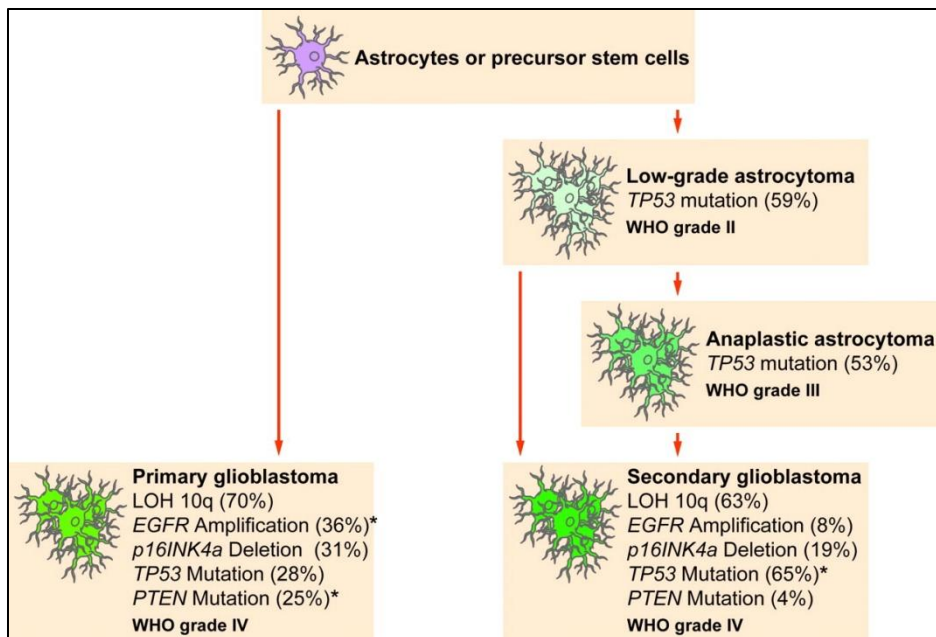 Astrocytes or precursor stem cells
Low-grade astrocytoma
TP53 mutation (59%)
WHO grade II
Anaplastic astrocytoma
TP53 mutation (53%)
WHO grade III
Primary glioblastoma
LOH 10q (70%)
EGFR Amplification (36%)*
p16INK4a Deletion (31%)
TP53 Mutation (28%)
PTEN Mutation (25%)*
WHO grade IV
Secondary glioblastoma
LOH 10q (63%)
EGFR Amplification (8%)
p16INK4a Deletion (19%)
TP53 Mutation (65%)*
PTEN Mutation (4%)
WHO grade IV